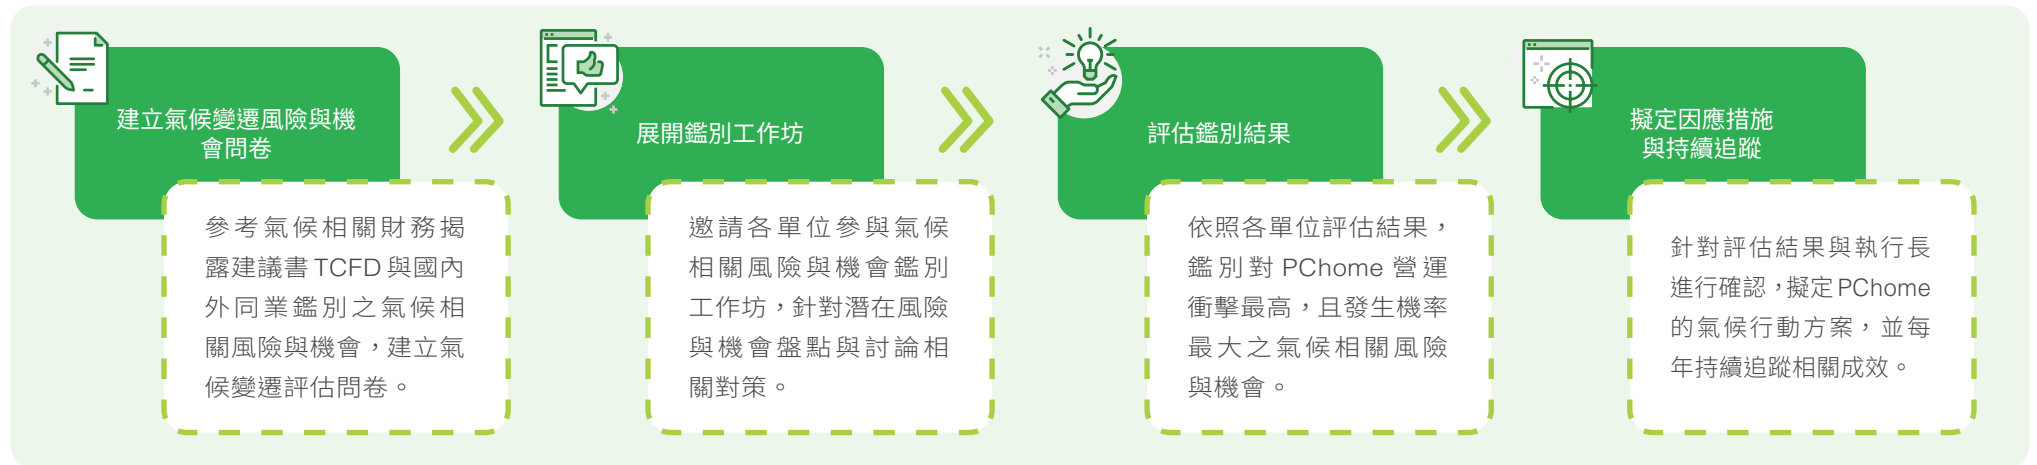 建立氣候變遷風險與機
會問卷
參考氣候相關財務揭
露建議書 TCFD 與國內
外同業鑑別之氣候相
關風險與機會，建立氣
候變遷評估問卷。
展開鑑別工作坊
邀請各單位參與氣候
相關風險與機會鑑別
工作坊，針對潛在風險
與機會盤點與討論相
關對策。
評估鑑別結果
依照各單位評估結果，
鑑別對 PChome 營運
衝擊最高，且發生機率
最大之氣候相關風險
與機會。
擬定因應措施
與持續追蹤
針對評估結果與執行長
進行確認，擬定 PChome
的氣候行動方案，並每
年持續追蹤相關成效。